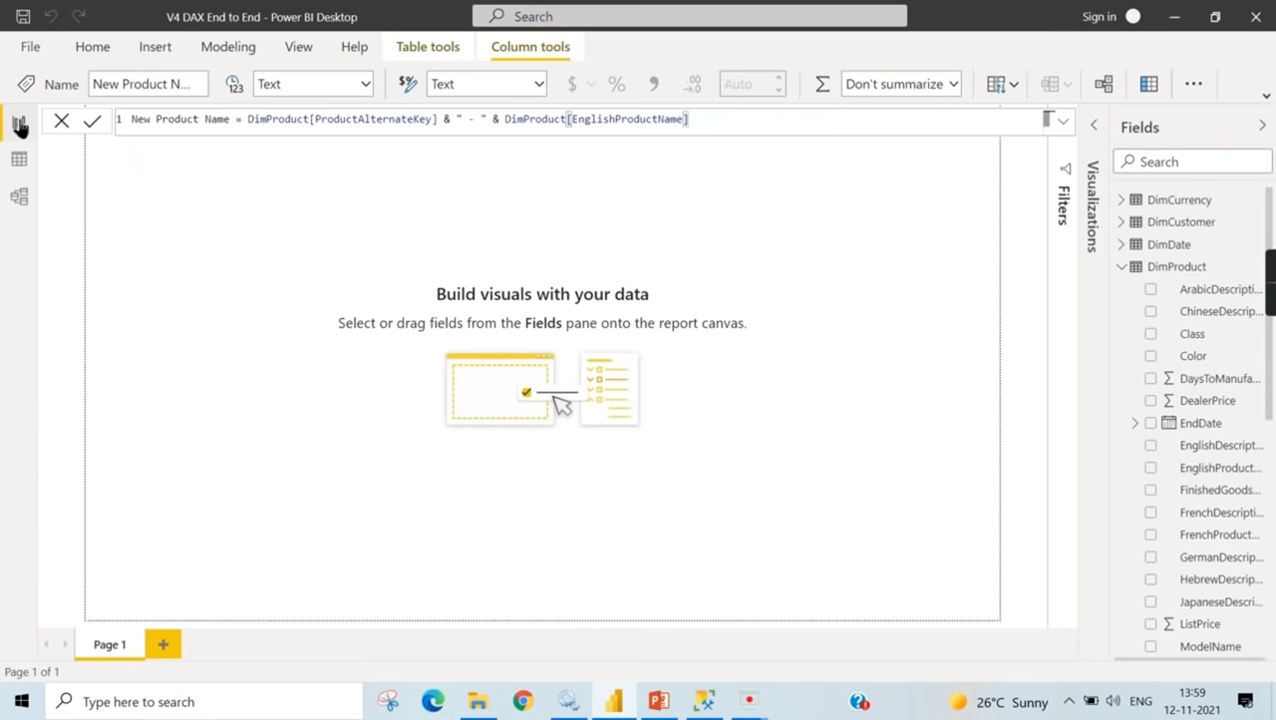 V4 DAX End to End - Power BI Desktop
Search
Sign in
File Home Insert Modeling View Help Table tools Column tools
Name New Product N... Text Text $ % 9 .00 Auto Σ Don't summarize
1 New Product Name = DimProduct[ProductAlternateKey] & " - " & DimProduct[EnglishProductName]
Build visuals with your data
Select or drag fields from the Fields pane onto the report canvas.
Filters
Visualizations
Fields
Search
DimCurrency
DimCustomer
DimDate
DimProduct
ArabicDescripti...
ChineseDescrip...
Class
Color
Σ DaysToManufa...
Σ DealerPrice
EndDate
EnglishDescript...
EnglishProduct...
FinishedGoods...
FrenchDescripti...
FrenchProduct...
GermanDescrip...
HebrewDescrip...
JapaneseDescri...
Σ ListPrice
ModelName
Page 1
Page 1 of 1
Type here to search
26°C Sunny
ENG
13:59
12-11-2021